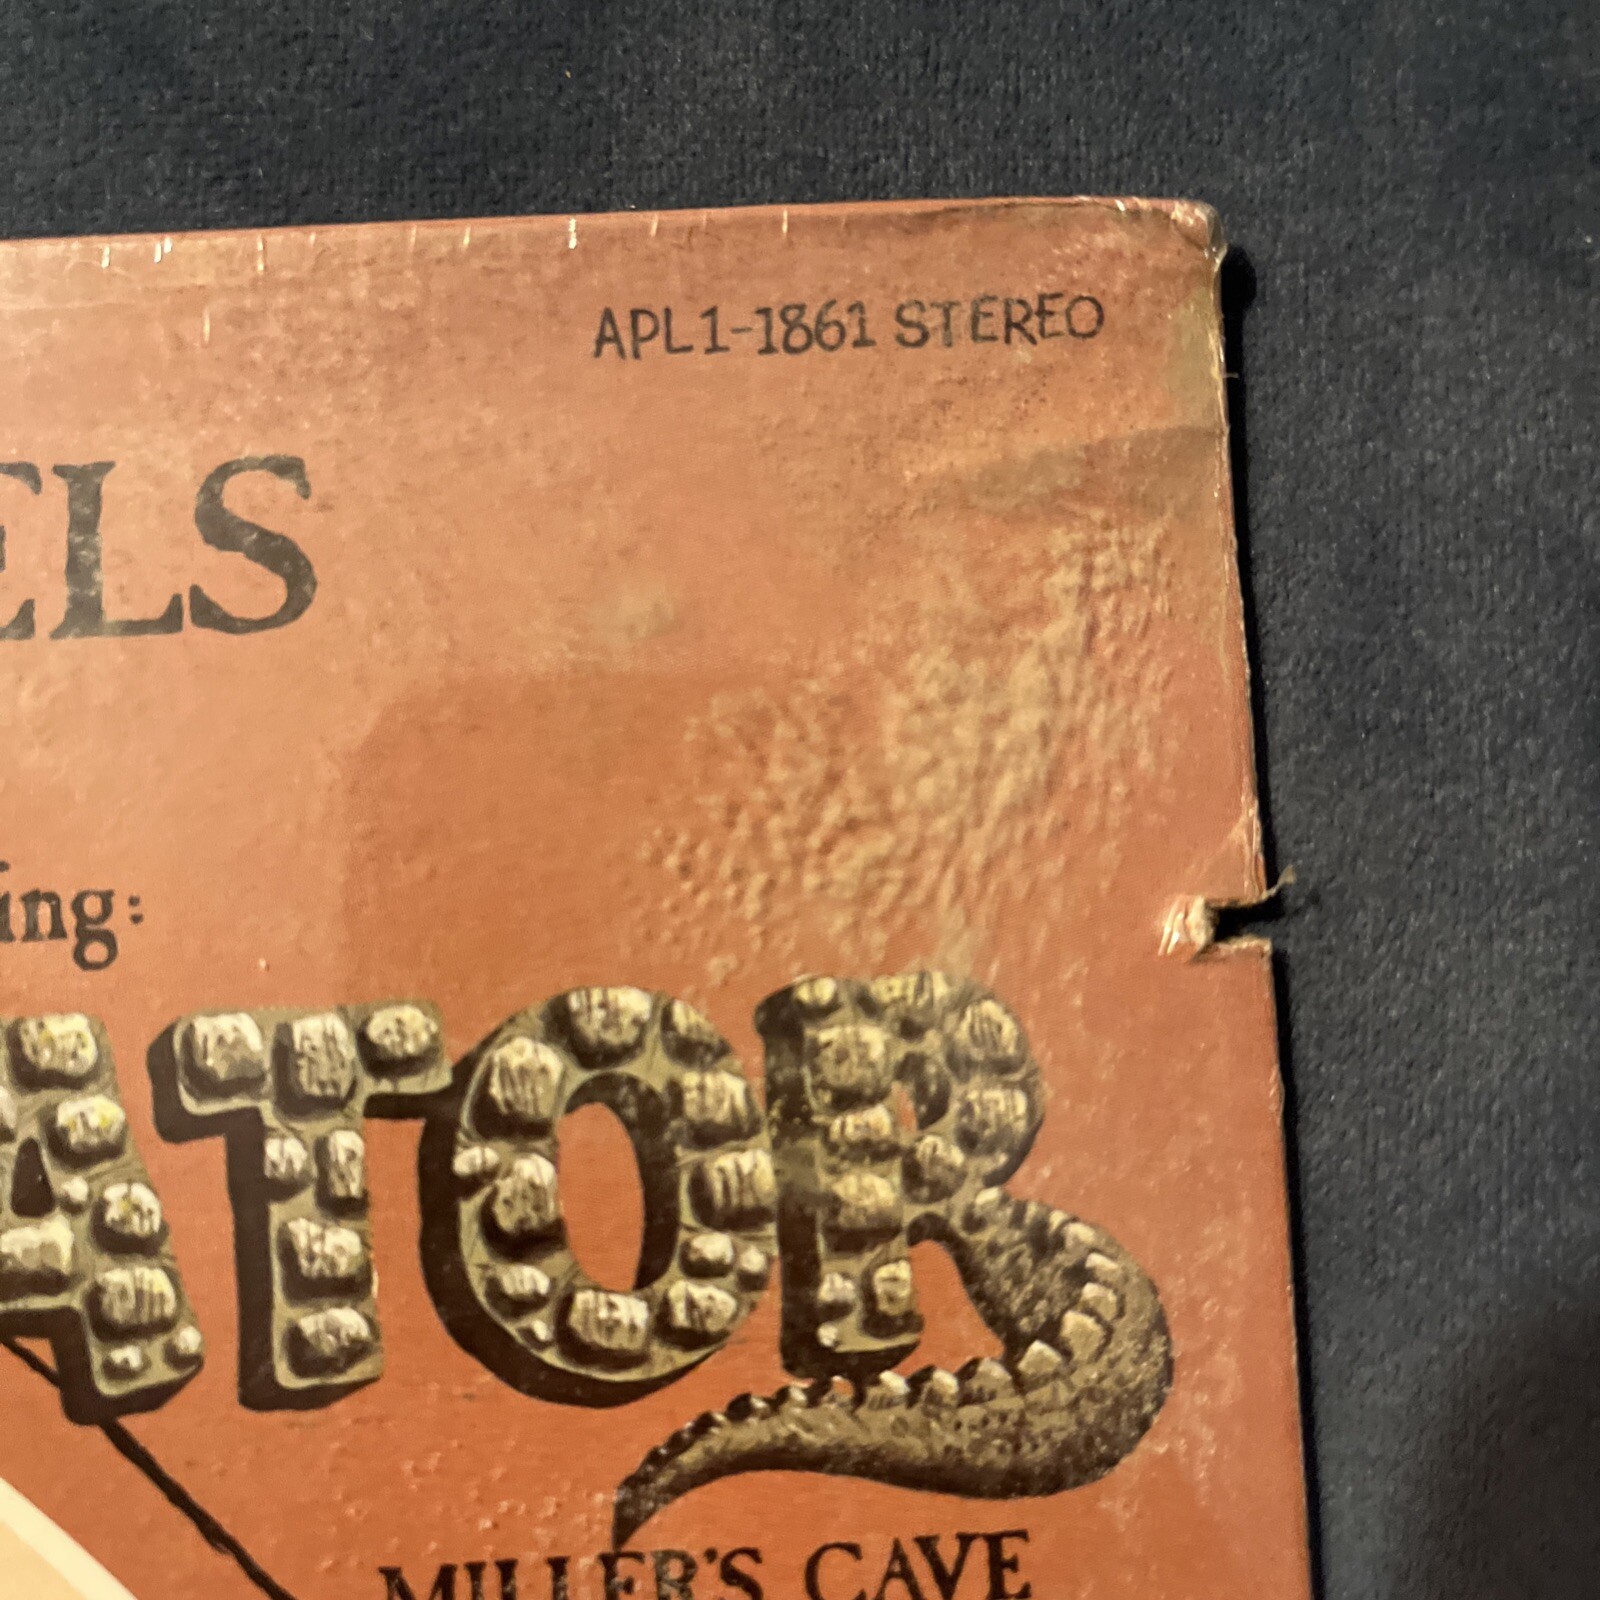 APL1-1861 STEREO
ELS
ing:
ATOR
MILLER'S CAVE